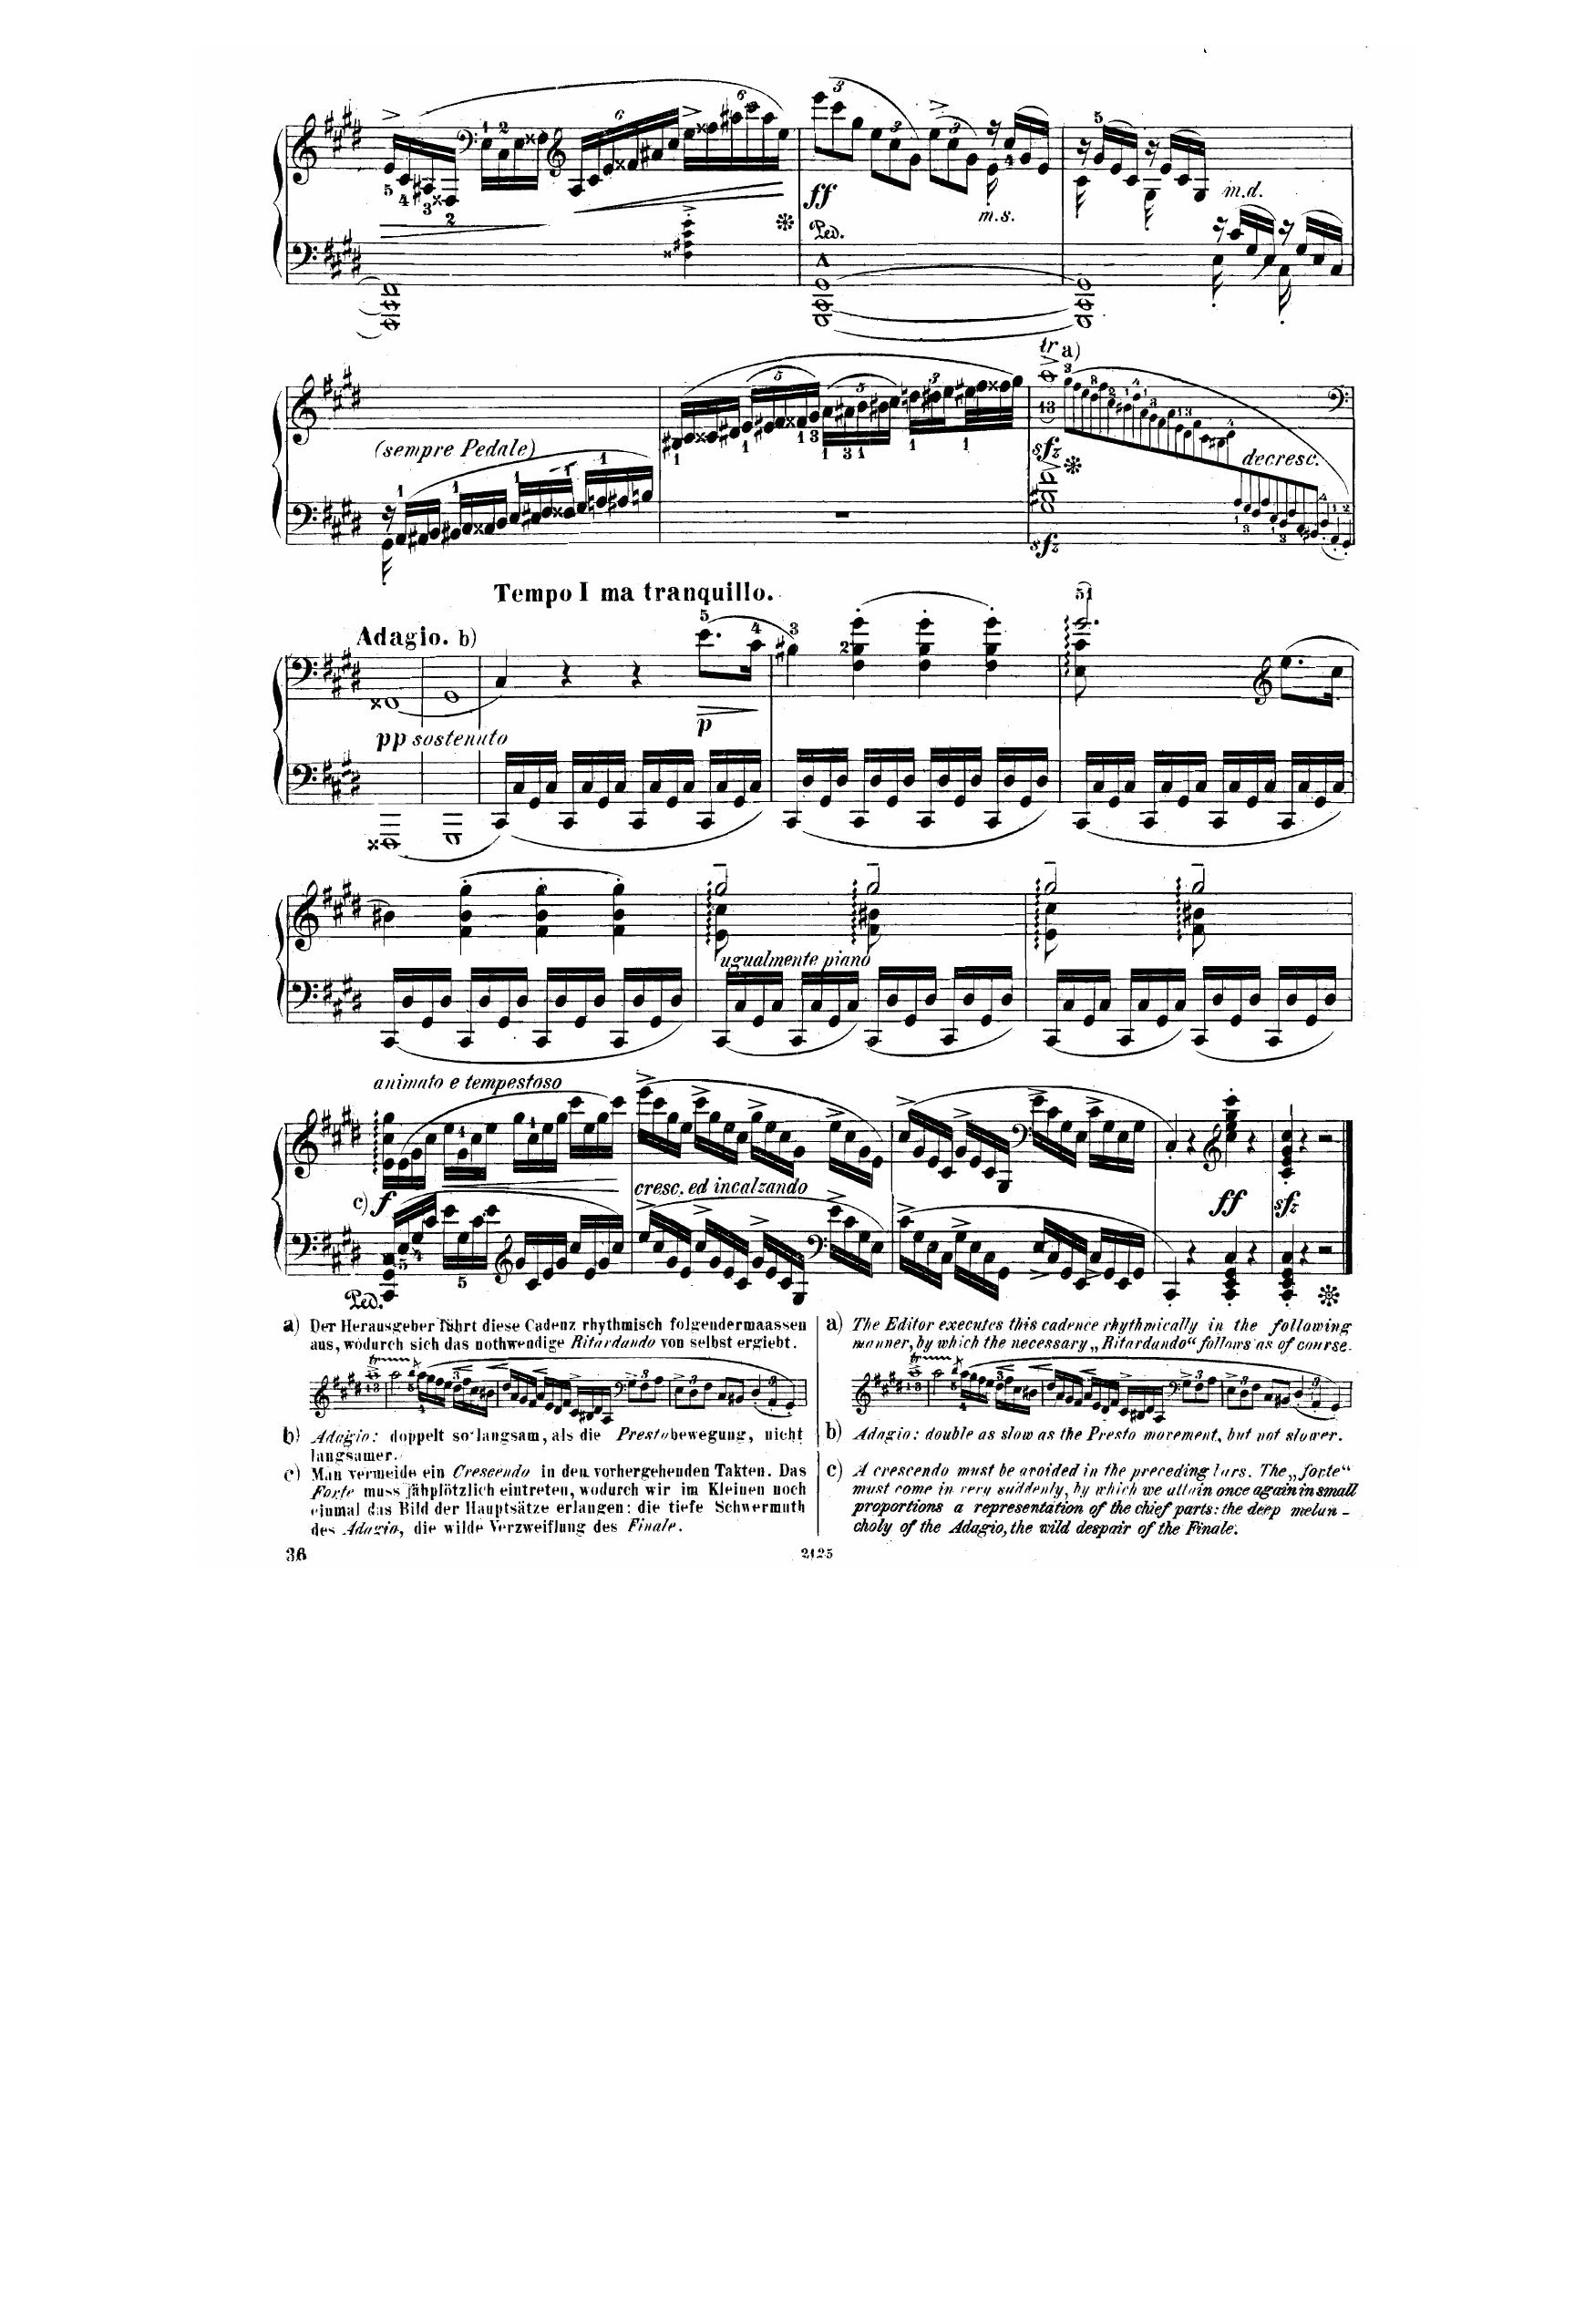 m.d.
ff
m.s.
Ped.
tr a)
(sempre Pedale)
sfz
decresc.
sfz
Tempo I ma tranquillo.
Adagio. b)
p
pp sostenuto
ugualmente piano
animato e tempestoso
c) f
cresc. ed incalzando
ff
sfz
Ped.
a) Der Herausgeber führt diese Cadenz rhythmisch folgendermaassen
aus, wodurch sich das nothwendige Ritardando von selbst ergiebt.
b) Adagio: doppelt so langsam, als die Prestobewegung, nicht
langsamer.
c) Man vermeide ein Crescendo in den vorhergehenden Takten. Das
Forte muss jähplötzlich eintreten, wodurch wir im Kleinen noch
einmal das Bild der Hauptsätze erlangen: die tiefe Schwermuth
des Adagio, die wilde Verzweiflung des Finale.
a) The Editor executes this cadence rhythmically in the following
manner, by which the necessary „Ritardando“ follows as of course.
b) Adagio: double as slow as the Presto movement, but not slower.
c) A crescendo must be avoided in the preceding bars. The „forte“
must come in very suddenly, by which we attain once again in small
proportions a representation of the chief parts: the deep melan-
choly of the Adagio, the wild despair of the Finale.
36
2125